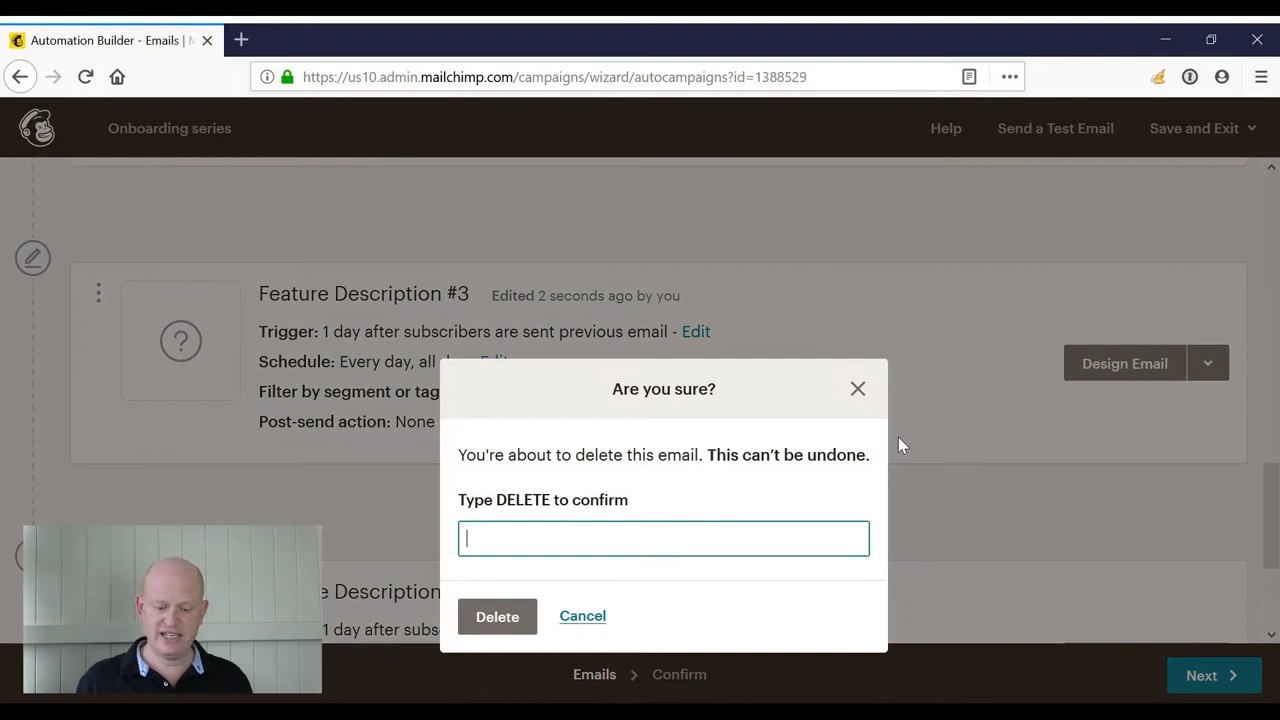 Automation Builder - Emails |
https://us10.admin.mailchimp.com/campaigns/wizard/autocampaigns?id=1388529
Onboarding series
Help
Send a Test Email
Save and Exit
Feature Description #3
Edited 2 seconds ago by you
Trigger: 1 day after subscribers are sent previous email - Edit
Schedule: Every day, all
Filter by segment or tag
Post-send action: None
Design Email
Are you sure?
You're about to delete this email. This can't be undone.
Type DELETE to confirm
Delete
Cancel
Description
1 day after
Emails
Confirm
Next